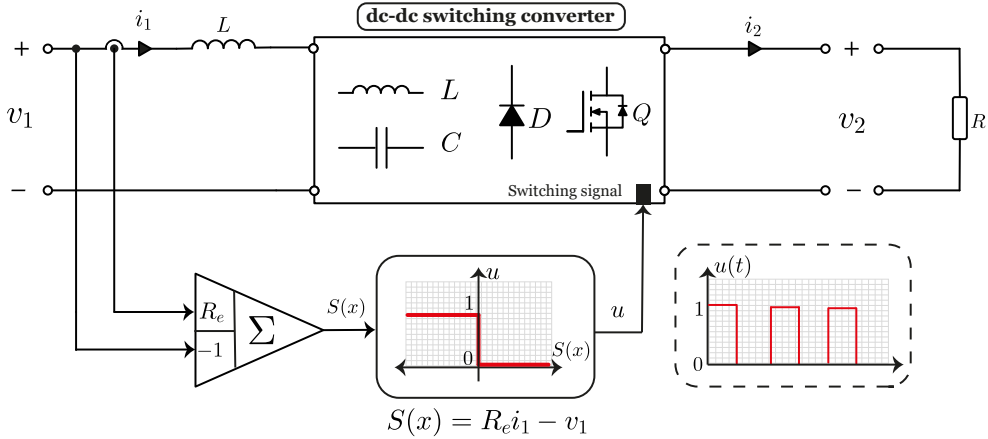 dc-dc switching converter
+ i₁ L i₂ + 
v₁ L D Q v₂ R
C
− Switching signal −
Rₑ
−1
Σ
S(x)
u
1
0
S(x)
u
u(t)
1
0
S(x) = Rₑi₁ − v₁